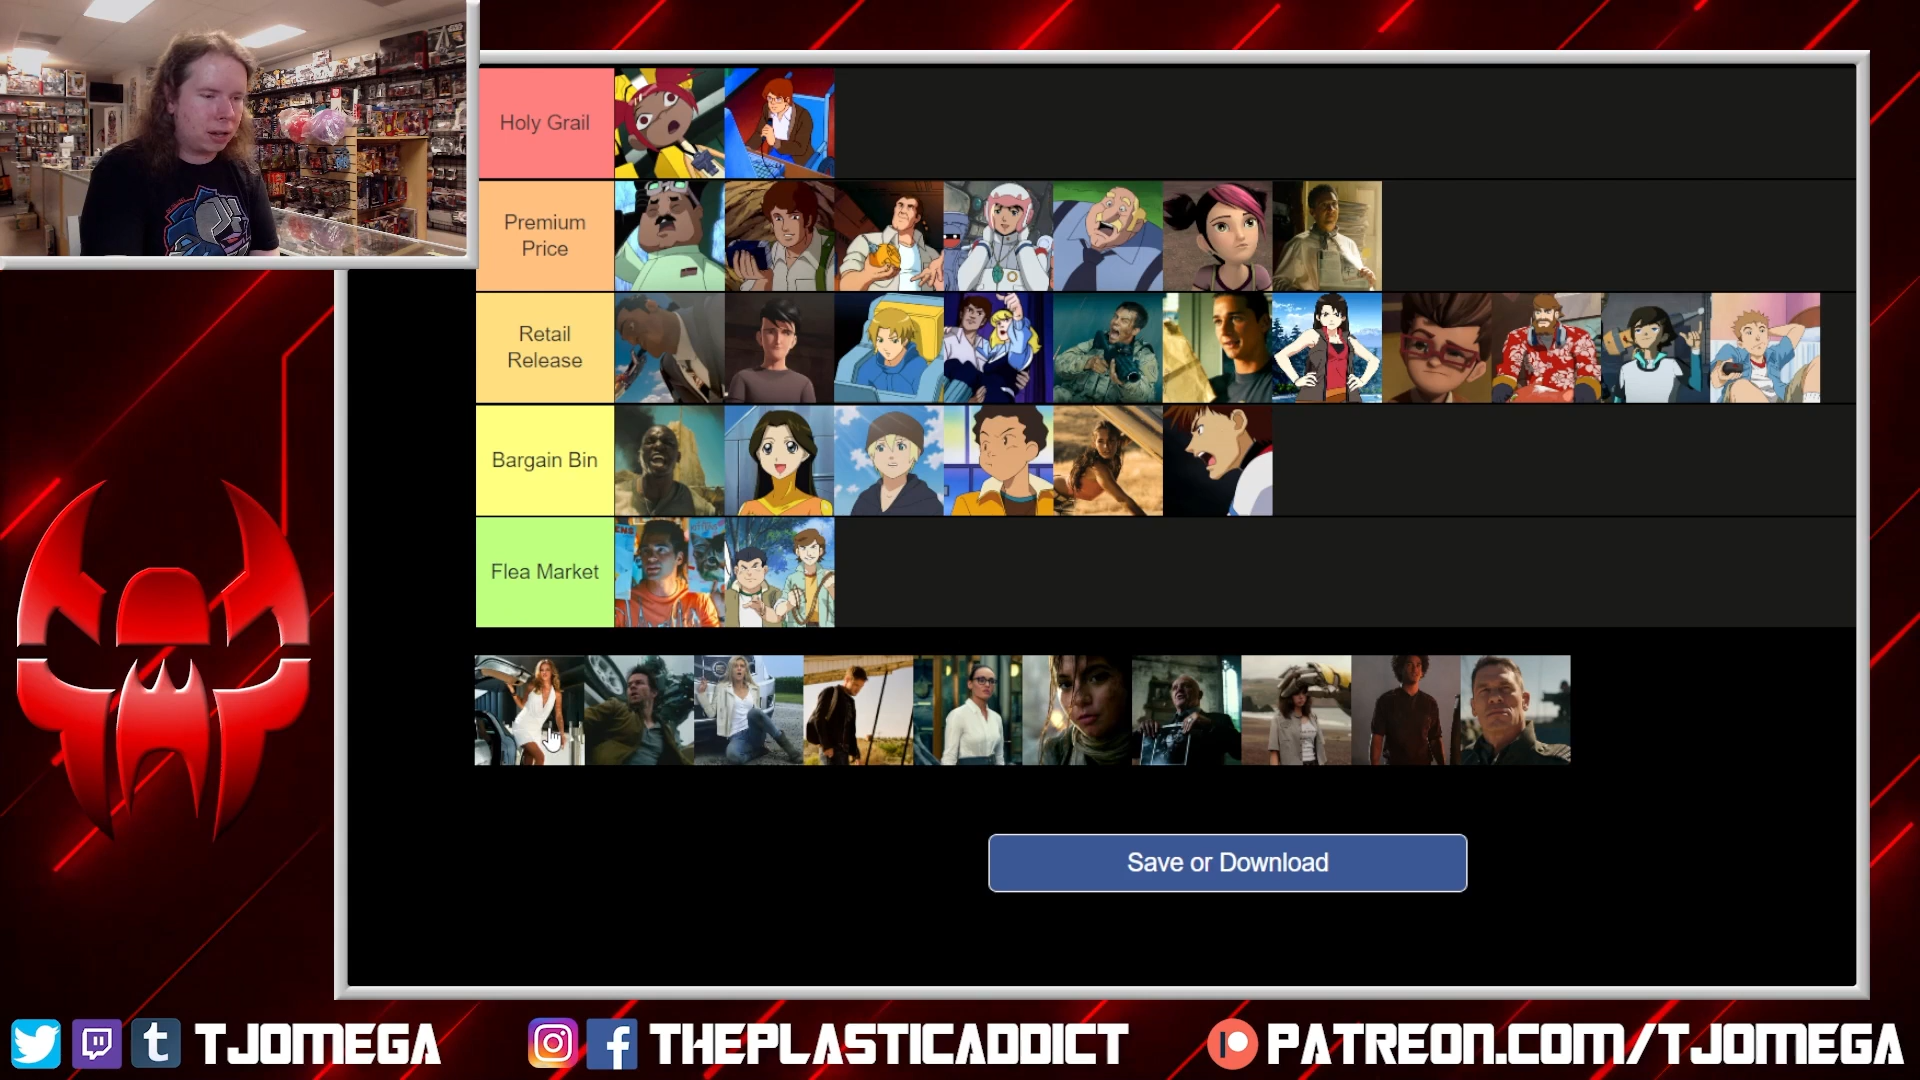 Holy Grail
Premium
Price
Retail
Release
Bargain Bin
Flea Market
Save or Download
TJOMEGA
THEPLASTICADDICT
PATREON.COM/TJOMEGA